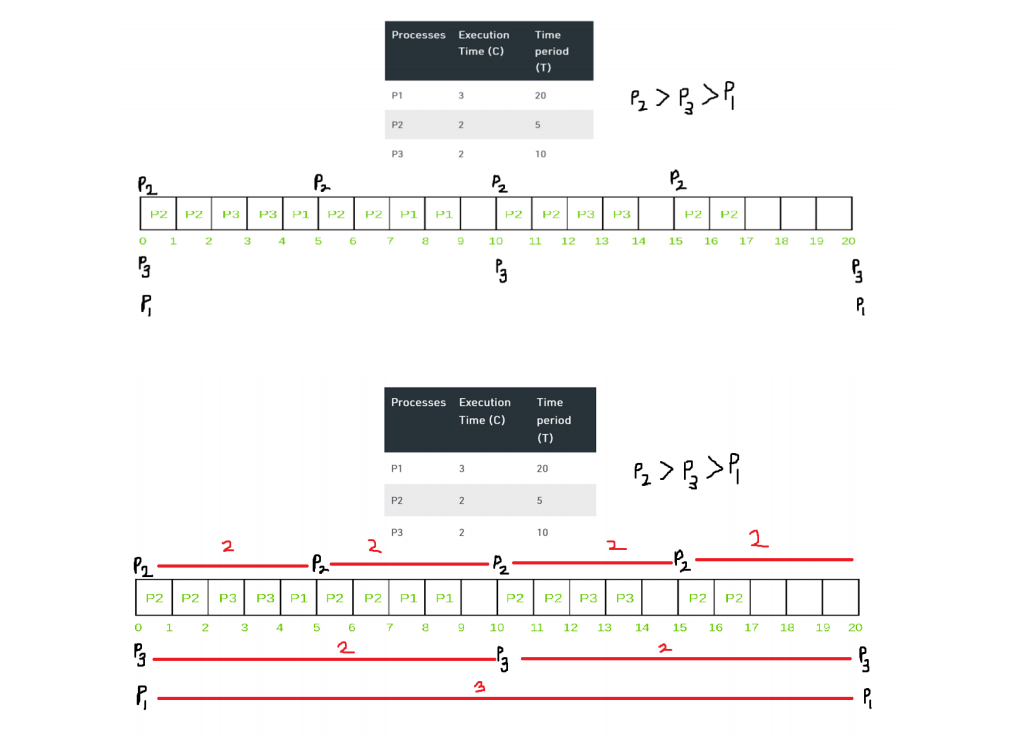 Processes Execution Time
Time (C) period
(T)
P1 3 20
P2 2 5
P3 2 10
P2 > P3 > P1
P2 P2 P2 P2
P2 P2 P3 P3 P1 P2 P2 P1 P1 P2 P2 P3 P3 P2 P2
0 1 2 3 4 5 6 7 8 9 10 11 12 13 14 15 16 17 18 19 20
P3 P3 P3
P1 P1
Processes Execution Time
Time (C) period
(T)
P1 3 20
P2 2 5
P3 2 10
P2 > P3 > P1
2 2 2 2
P2 P2 P2 P2
P2 P2 P3 P3 P1 P2 P2 P1 P1 P2 P2 P3 P3 P2 P2
0 1 2 3 4 5 6 7 8 9 10 11 12 13 14 15 16 17 18 19 20
P3 2 P3 2 P3
P1 3 P1